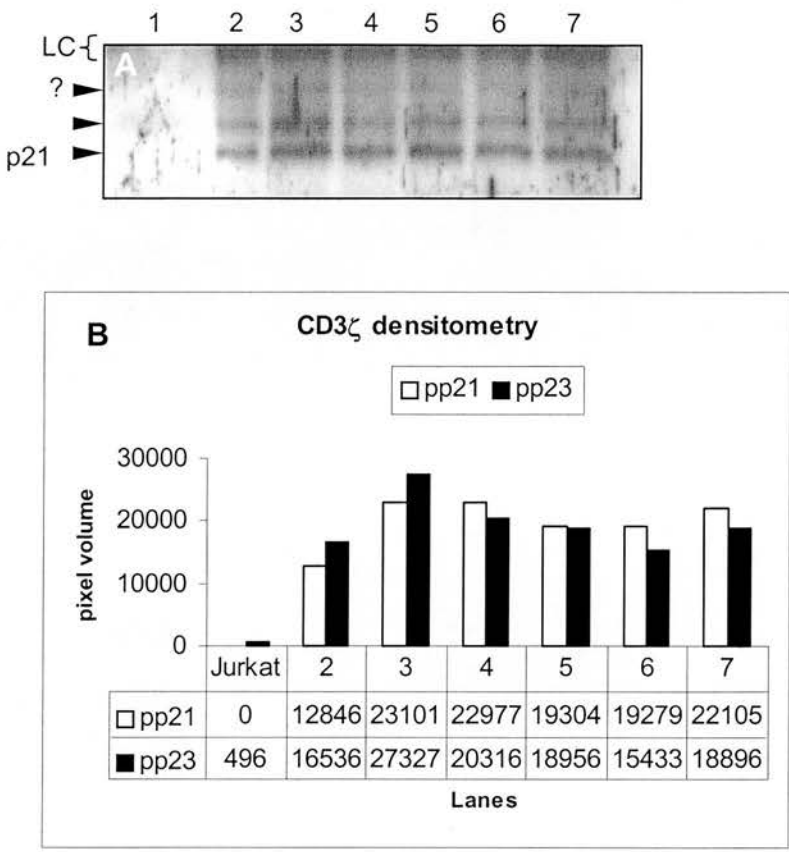 1 2 3 4 5 6 7
LC{
A
?
p21
B
CD3ζ densitometry
pp21 pp23
30000
20000
10000
0
pixel volume
Jurkat 2 3 4 5 6 7
pp21 0 12846 23101 22977 19304 19279 22105
pp23 496 16536 27327 20316 18956 15433 18896
Lanes